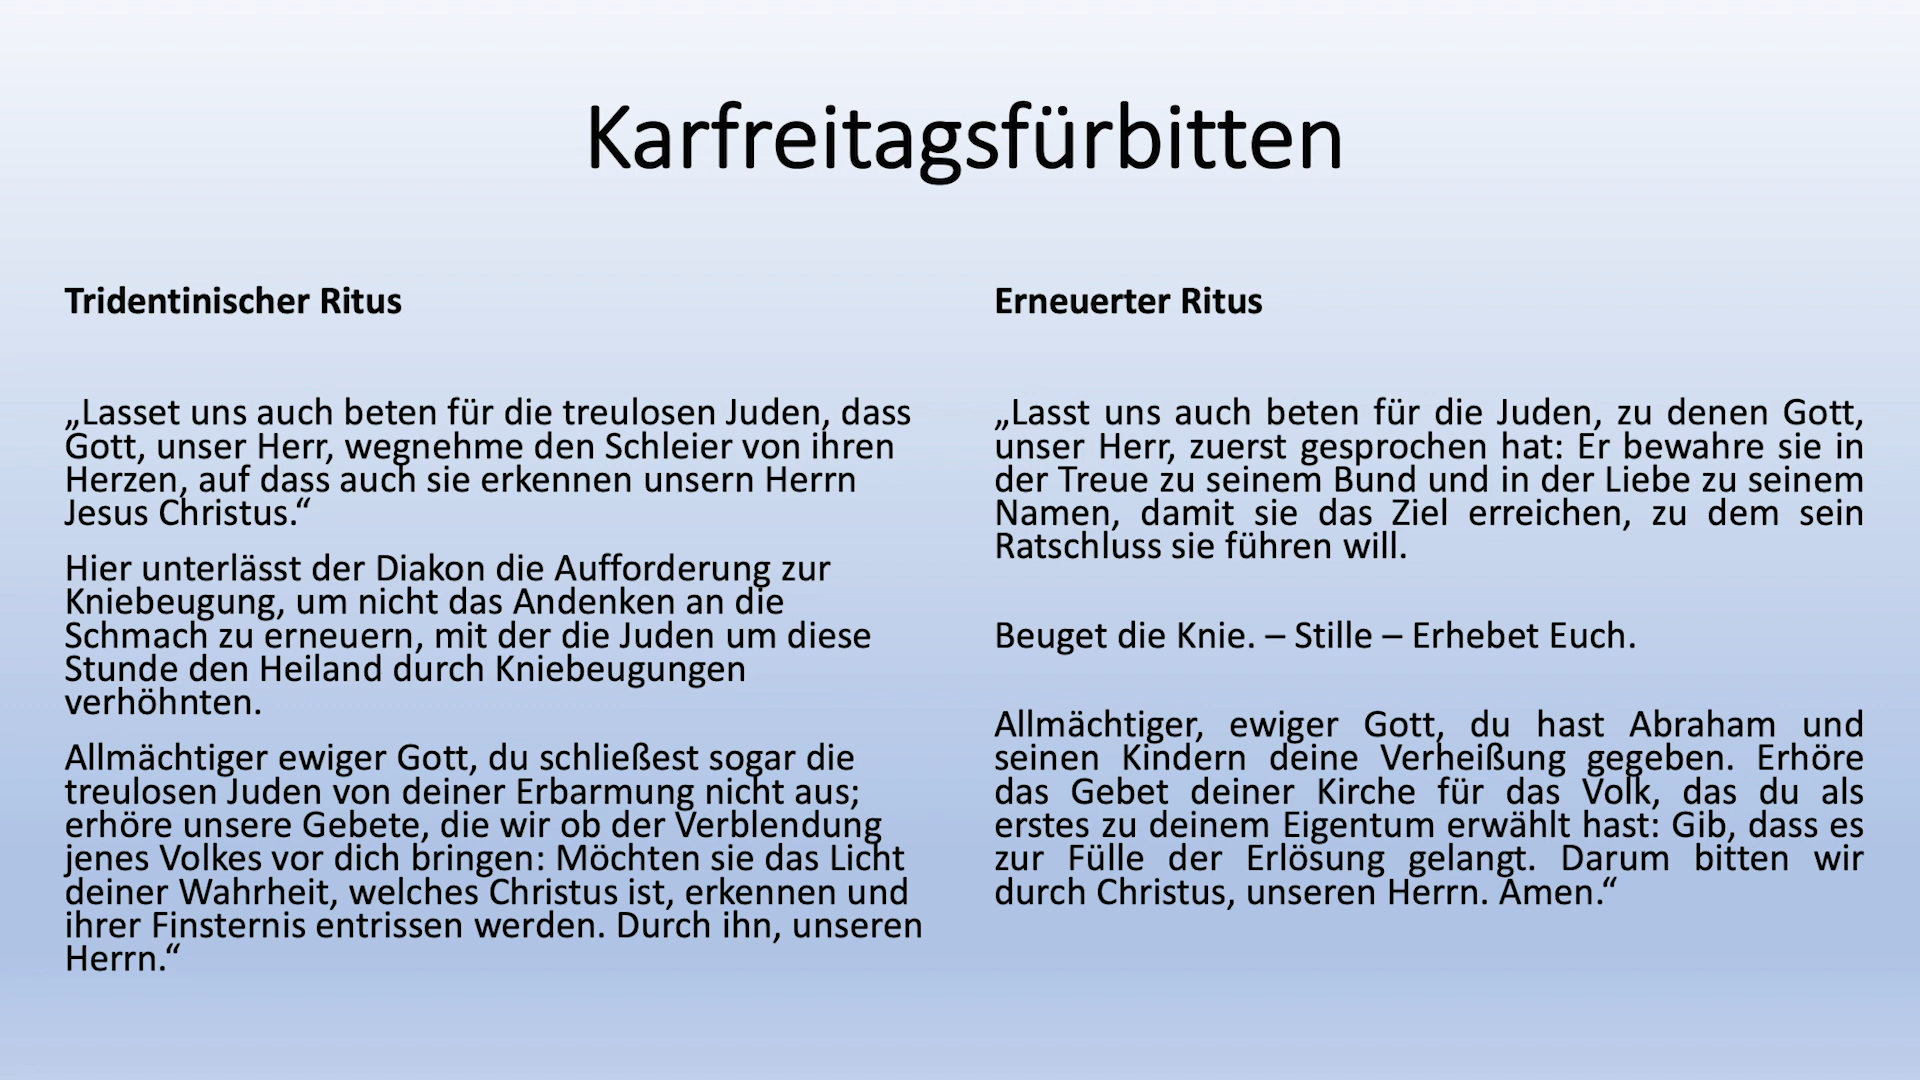 Karfreitagsfürbitten
Tridentinischer Ritus
„Lasset uns auch beten für die treulosen Juden, dass
Gott, unser Herr, wegnehme den Schleier von ihren
Herzen, auf dass auch sie erkennen unsern Herrn
Jesus Christus.“
Hier unterlässt der Diakon die Aufforderung zur
Kniebeugung, um nicht das Andenken an die
Schmach zu erneuern, mit der die Juden um diese
Stunde den Heiland durch Kniebeugungen
verhöhnten.
Allmächtiger ewiger Gott, du schließest sogar die
treulosen Juden von deiner Erbarmung nicht aus;
erhöre unsere Gebete, die wir ob der Verblendung
jenes Volkes vor dich bringen: Möchten sie das Licht
deiner Wahrheit, welches Christus ist, erkennen und
ihrer Finsternis entrissen werden. Durch ihn, unseren
Herrn.“
Erneuerter Ritus
„Lasst uns auch beten für die Juden, zu denen Gott,
unser Herr, zuerst gesprochen hat: Er bewahre sie in
der Treue zu seinem Bund und in der Liebe zu seinem
Namen, damit sie das Ziel erreichen, zu dem sein
Ratschluss sie führen will.
Beuget die Knie. – Stille – Erhebet Euch.
Allmächtiger, ewiger Gott, du hast Abraham und
seinen Kindern deine Verheißung gegeben. Erhöre
das Gebet deiner Kirche für das Volk, das du als
erstes zu deinem Eigentum erwählt hast: Gib, dass es
zur Fülle der Erlösung gelangt. Darum bitten wir
durch Christus, unseren Herrn. Amen.“